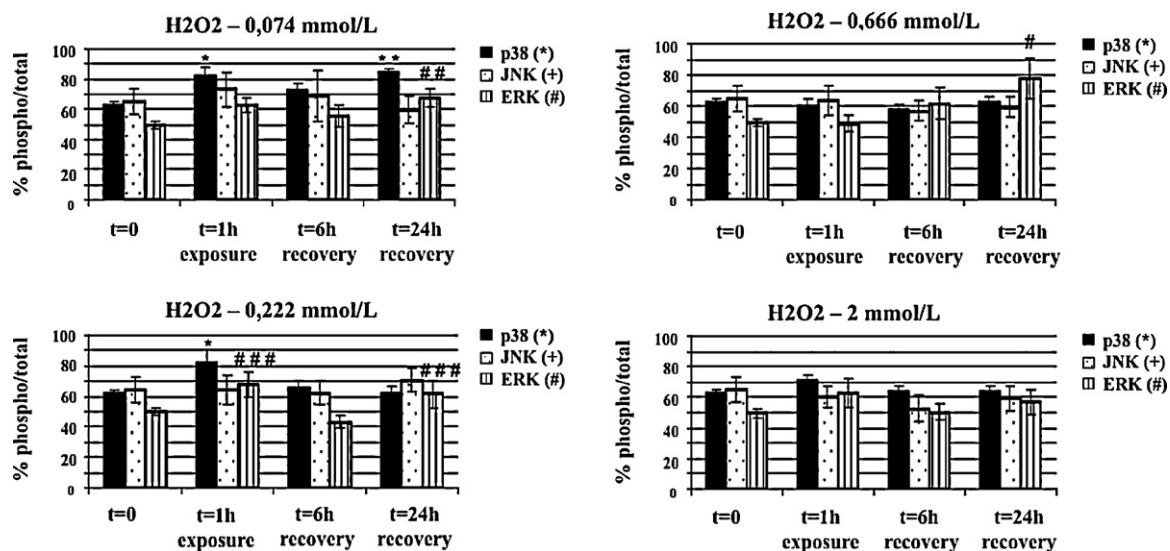 H2O2 – 0,074 mmol/L
% phospho/total
100
80
60
40
20
0
*
* *
# #
p38 (*)
JNK (+)
ERK (#)
t=0
t=1h
t=6h
t=24h
exposure
recovery
recovery
H2O2 – 0,666 mmol/L
% phospho/total
100
80
60
40
20
0
#
p38 (*)
JNK (+)
ERK (#)
t=0
t=1h
t=6h
t=24h
exposure
recovery
recovery
H2O2 – 0,222 mmol/L
% phospho/total
100
80
60
40
20
0
*
# # #
# # #
p38 (*)
JNK (+)
ERK (#)
t=0
t=1h
t=6h
t=24h
exposure
recovery
recovery
H2O2 – 2 mmol/L
% phospho/total
100
80
60
40
20
0
p38 (*)
JNK (+)
ERK (#)
t=0
t=1h
t=6h
t=24h
exposure
recovery
recovery